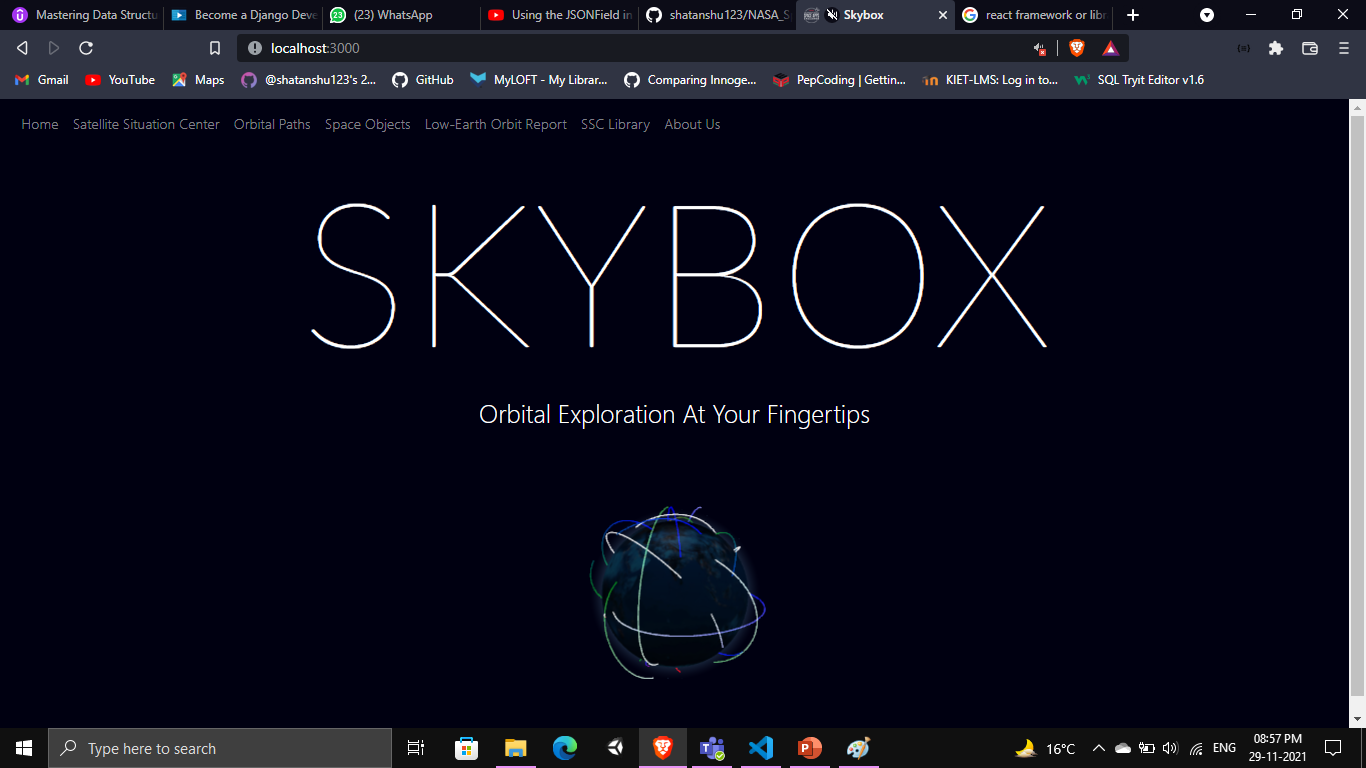 Mastering Data Structu
Become a Django Deve
(23) WhatsApp
Using the JSONField in
shatanshu123/NASA_Sp
Skybox
react framework or libr
localhost:3000
Gmail
YouTube
Maps
@shatanshu123's 2...
GitHub
MyLOFT - My Librar...
Comparing Innoge...
PepCoding | Gettin...
KIET-LMS: Log in to...
SQL Tryit Editor v1.6
Home
Satellite Situation Center
Orbital Paths
Space Objects
Low-Earth Orbit Report
SSC Library
About Us
SKYBOX
Orbital Exploration At Your Fingertips
Type here to search
16°C
ENG
08:57 PM
29-11-2021